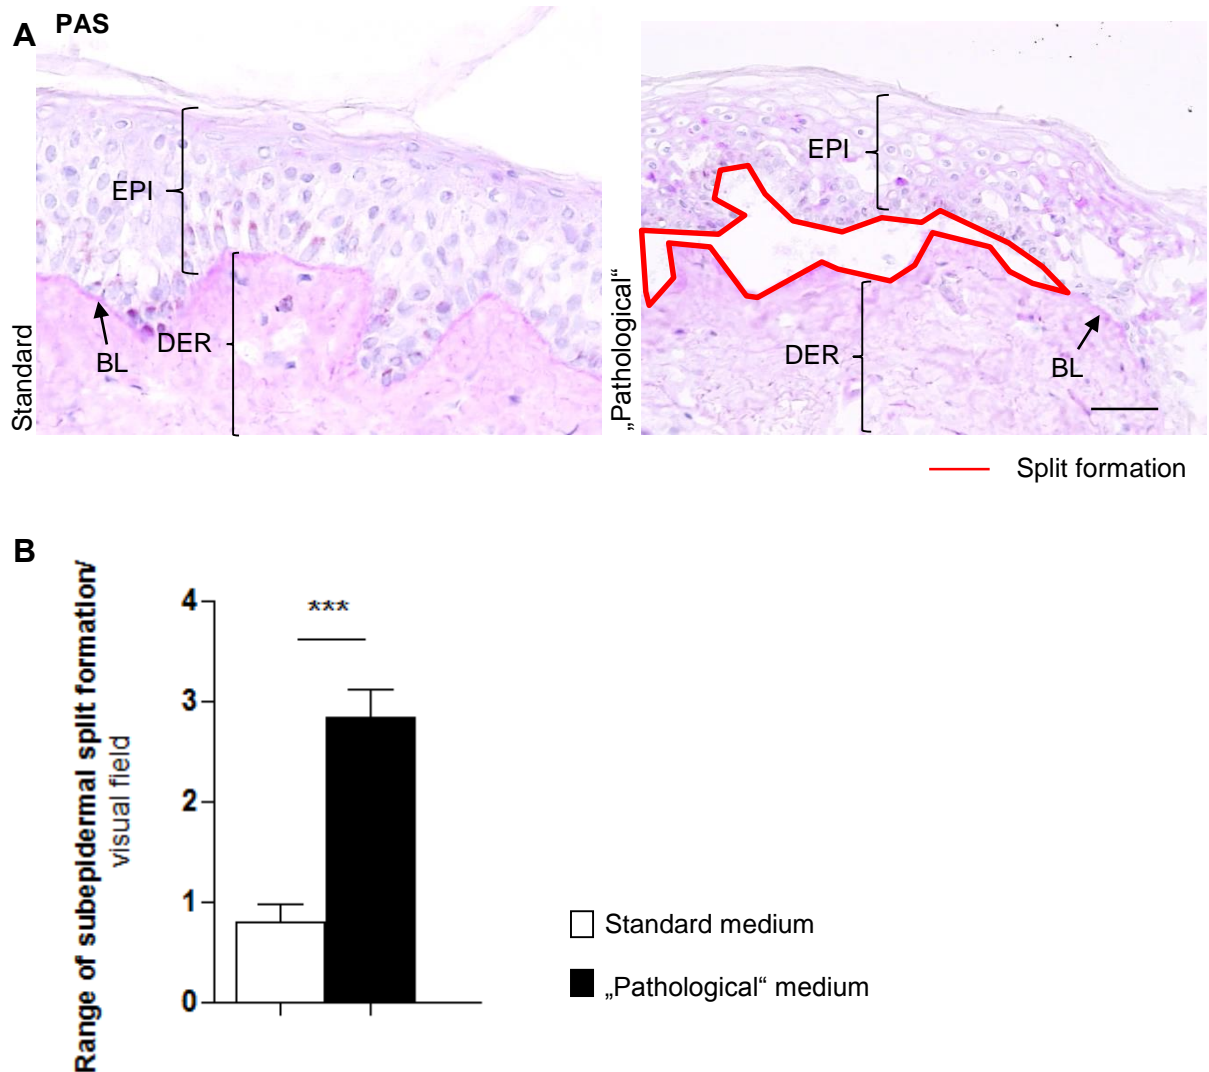 A PAS
EPI
DER
BL
Standard
EPI
DER
BL
„Pathological“
Split formation
B
Range of subepidermal split formation/
visual field
4
3
2
1
0
***
Standard medium
„Pathological“ medium